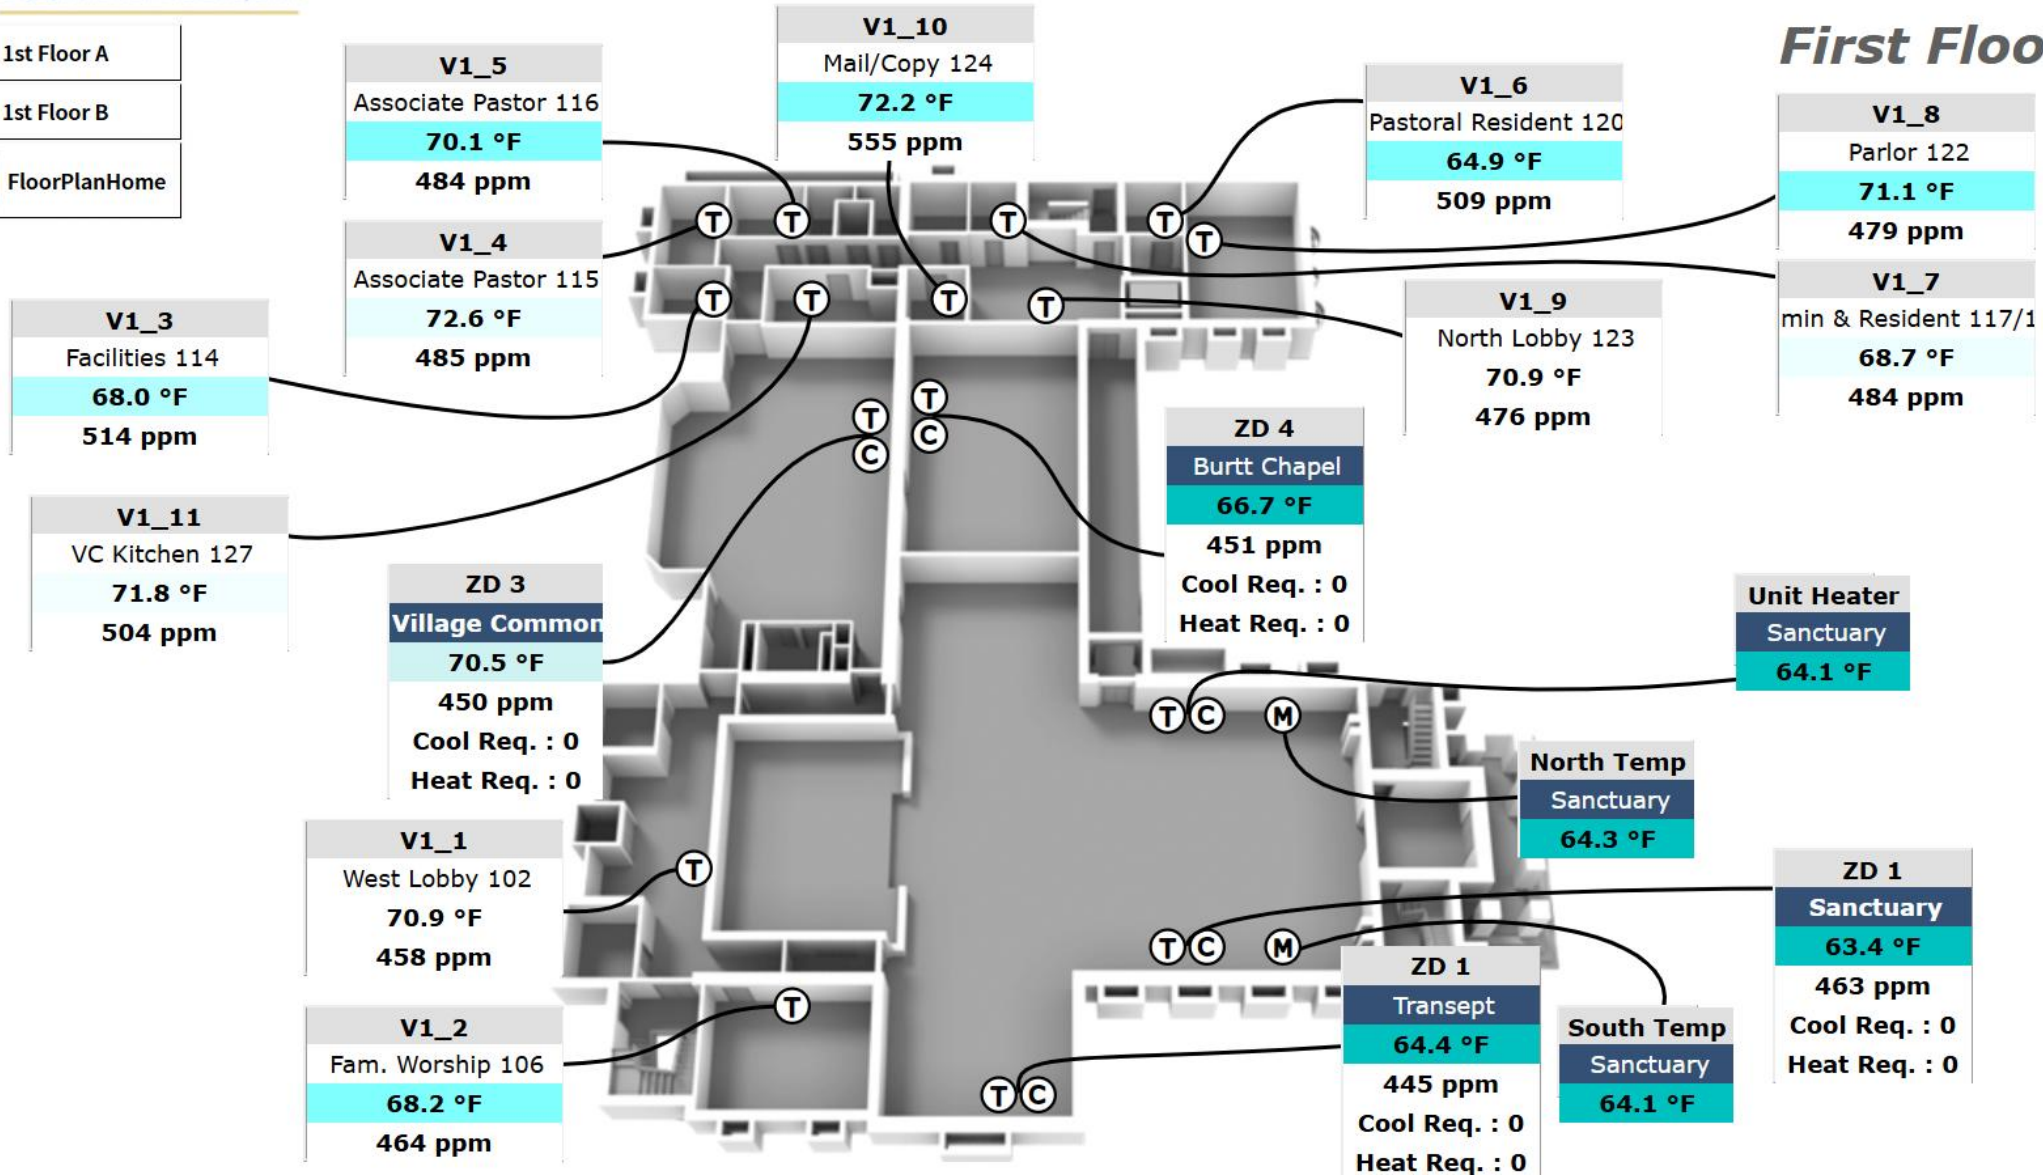 1st Floor A
1st Floor B
FloorPlanHome
First Floo
V1_5
Associate Pastor 116
70.1 °F
484 ppm
V1_10
Mail/Copy 124
72.2 °F
555 ppm
V1_6
Pastoral Resident 120
64.9 °F
509 ppm
V1_8
Parlor 122
71.1 °F
479 ppm
V1_4
Associate Pastor 115
72.6 °F
485 ppm
V1_7
min & Resident 117/1
68.7 °F
484 ppm
V1_3
Facilities 114
68.0 °F
514 ppm
V1_9
North Lobby 123
70.9 °F
476 ppm
T
T
T
T
T
T
T
T
T
T
C
T
C
ZD 4
Burtt Chapel
66.7 °F
451 ppm
Cool Req. : 0
Heat Req. : 0
V1_11
VC Kitchen 127
71.8 °F
504 ppm
ZD 3
Village Common
70.5 °F
450 ppm
Cool Req. : 0
Heat Req. : 0
Unit Heater
Sanctuary
64.1 °F
T C M
North Temp
Sanctuary
64.3 °F
V1_1
West Lobby 102
70.9 °F
458 ppm
T
ZD 1
Sanctuary
63.4 °F
463 ppm
Cool Req. : 0
Heat Req. : 0
T C M
ZD 1
Transept
64.4 °F
445 ppm
Cool Req. : 0
Heat Req. : 0
South Temp
Sanctuary
64.1 °F
V1_2
Fam. Worship 106
68.2 °F
464 ppm
T
T C